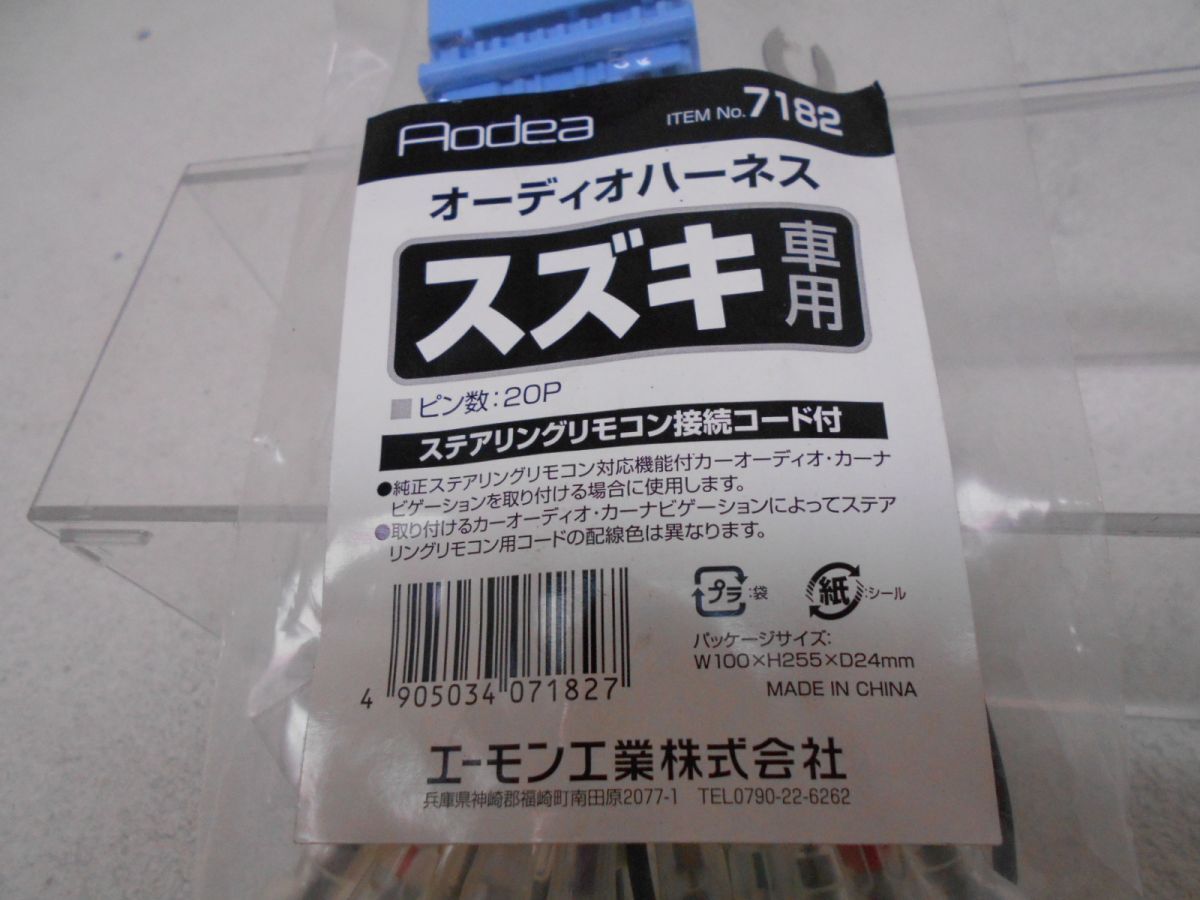 Aodea ITEM No.7182
オーディオハーネス
スズキ車用
ピン数:20P
ステアリングリモコン接続コード付
●純正ステアリングリモコン対応機能付カーオーディオ・カーナ
ビゲーションを取り付ける場合に使用します。
●取り付けるカーオーディオ・カーナビゲーションによってステア
リングリモコン用コードの配線色は異なります。
プラ:袋 紙:シール
パッケージサイズ:
W100×H255×D24mm
MADE IN CHINA
4 905034 071827
エーモン工業株式会社
兵庫県神崎郡福崎町南田原2077-1 TEL0790-22-6262